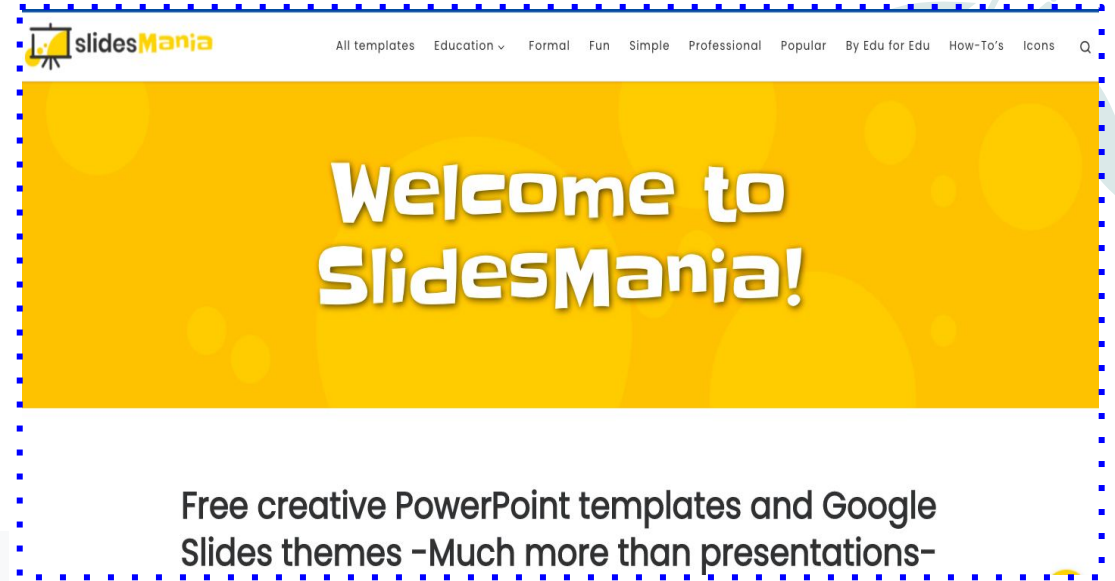 slidesMania
All templates Education Formal Fun Simple Professional Popular By Edu for Edu How-To's Icons
Welcome to
SlidesMania!
Free creative PowerPoint templates and Google
Slides themes -Much more than presentations-